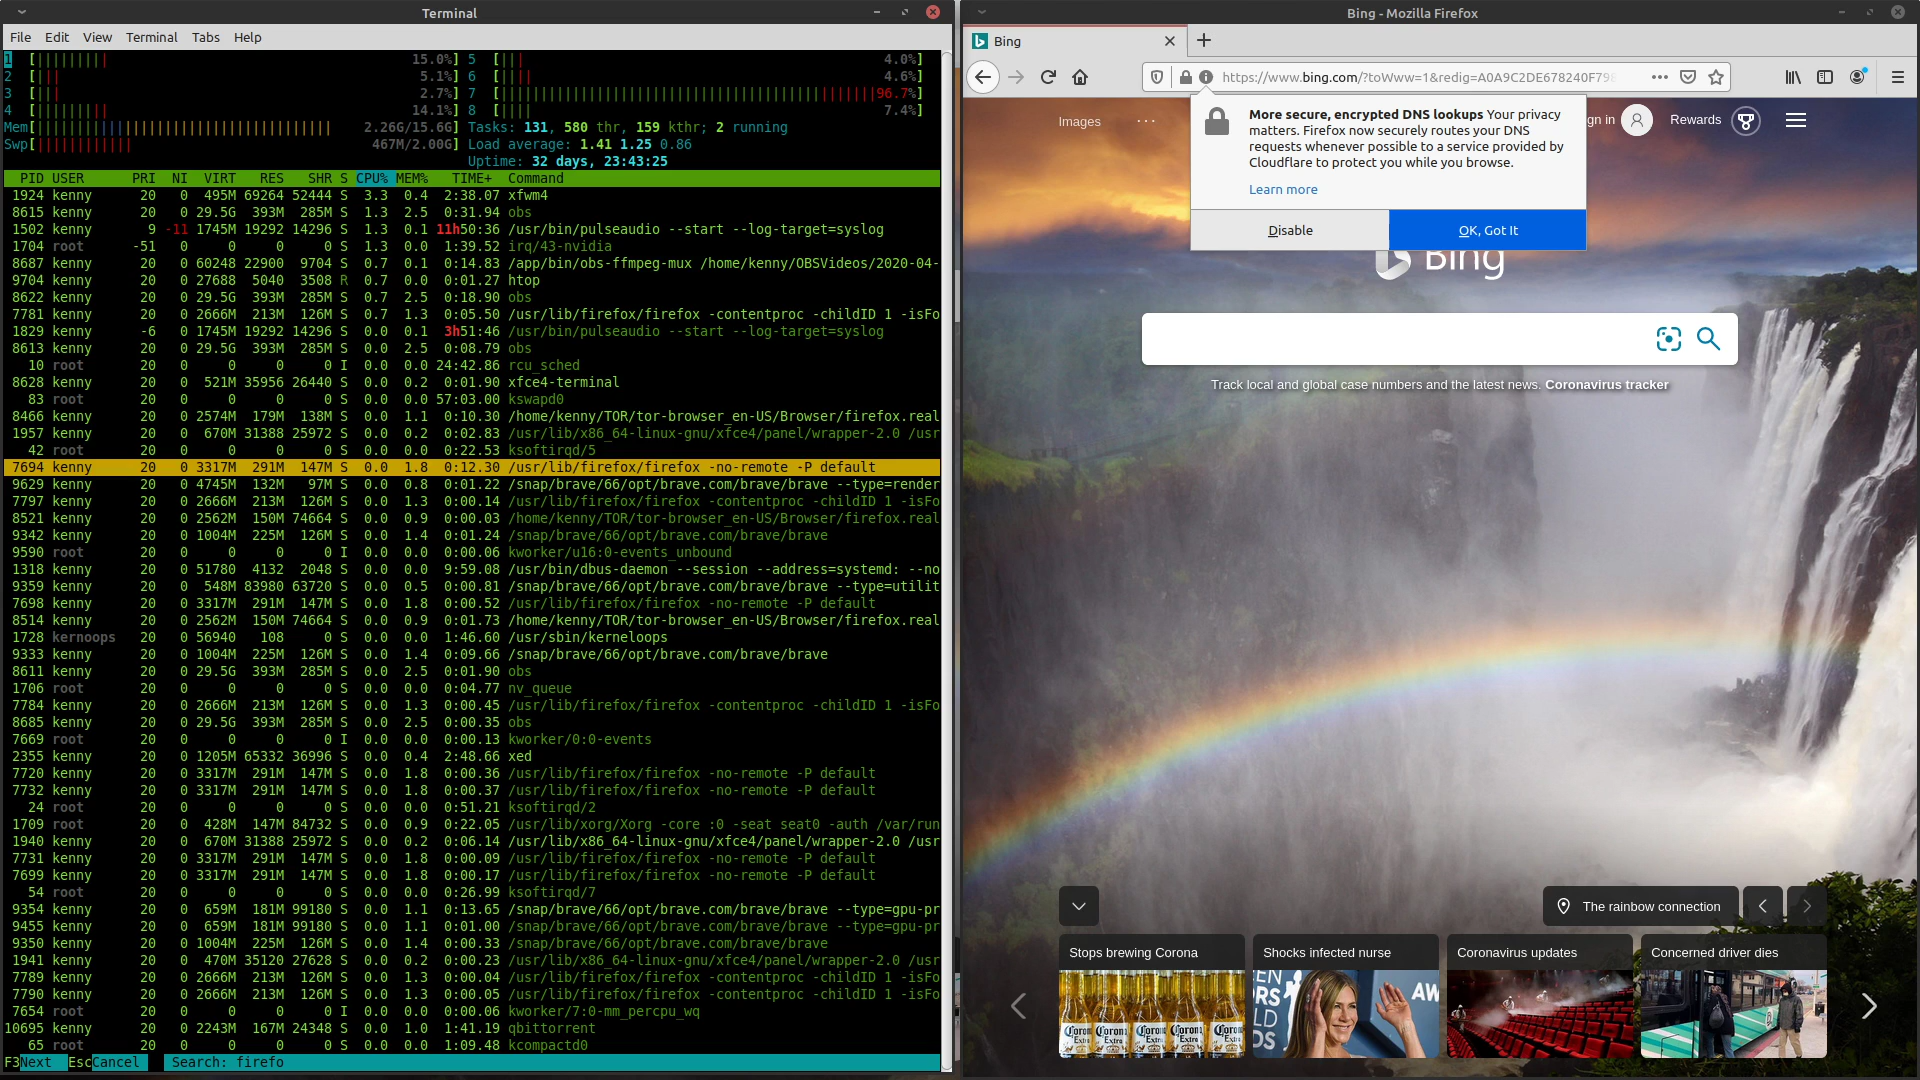 Terminal
File Edit View Terminal Tabs Help
1 [ 15.0%] 5 [ 4.0%]
2 [ 5.1%] 6 [ 4.6%]
3 [ 2.7%] 7 [ 96.7%]
4 [ 14.1%] 8 [ 7.4%]
Mem[ 2.26G/15.6G] Tasks: 131, 580 thr, 159 kthr; 2 running
Swp[ 467M/2.00G] Load average: 1.41 1.25 0.86
Uptime: 32 days, 23:43:25
PID USER PRI NI VIRT RES SHR S CPU% MEM% TIME+ Command
1924 kenny 20 0 495M 69264 52444 S 3.3 0.4 2:38.07 xfwm4
8615 kenny 20 0 29.5G 393M 285M S 1.3 2.5 0:31.94 obs
1502 kenny 9 -11 1745M 19292 14296 S 1.3 0.1 11h50:36 /usr/bin/pulseaudio --start --log-target=syslog
1704 root -51 0 0 0 0 S 1.3 0.0 1:39.52 irq/43-nvidia
8687 kenny 20 0 60248 22900 9704 S 0.7 0.1 0:14.83 /app/bin/obs-ffmpeg-mux /home/kenny/OBSVideos/2020-04-
9704 kenny 20 0 27688 5040 3508 R 0.7 0.0 0:01.27 htop
8622 kenny 20 0 29.5G 393M 285M S 0.7 2.5 0:18.90 obs
7781 kenny 20 0 2666M 213M 126M S 0.7 1.3 0:05.50 /usr/lib/firefox/firefox -contentproc -childID 1 -isFo
1829 kenny -6 0 1745M 19292 14296 S 0.0 0.1 3h51:46 /usr/bin/pulseaudio --start --log-target=syslog
8613 kenny 20 0 29.5G 393M 285M S 0.0 2.5 0:08.79 obs
10 root 20 0 0 0 0 I 0.0 0.0 24:42.86 rcu_sched
8628 kenny 20 0 521M 35956 26440 S 0.0 0.2 0:01.90 xfce4-terminal
83 root 20 0 0 0 0 S 0.0 0.0 57:03.00 kswapd0
8466 kenny 20 0 2574M 179M 138M S 0.0 1.1 0:10.30 /home/kenny/TOR/tor-browser_en-US/Browser/firefox.real
1957 kenny 20 0 670M 31388 25972 S 0.0 0.2 0:02.83 /usr/lib/x86_64-linux-gnu/xfce4/panel/wrapper-2.0 /usr
42 root 20 0 0 0 0 S 0.0 0.0 0:22.53 ksoftirqd/5
7694 kenny 20 0 3317M 291M 147M S 0.0 1.8 0:12.30 /usr/lib/firefox/firefox -no-remote -P default
9629 kenny 20 0 4745M 132M 97M S 0.0 0.8 0:01.22 /snap/brave/66/opt/brave.com/brave/brave --type=render
7797 kenny 20 0 2666M 213M 126M S 0.0 1.3 0:00.14 /usr/lib/firefox/firefox -contentproc -childID 1 -isFo
8521 kenny 20 0 2562M 150M 74664 S 0.0 0.9 0:00.03 /home/kenny/TOR/tor-browser_en-US/Browser/firefox.real
9342 kenny 20 0 1004M 225M 126M S 0.0 1.4 0:01.24 /snap/brave/66/opt/brave.com/brave/brave
9590 root 20 0 0 0 0 I 0.0 0.0 0:00.06 kworker/u16:0-events_unbound
1318 kenny 20 0 51780 4132 2048 S 0.0 0.0 9:59.08 /usr/bin/dbus-daemon --session --address=systemd: --no
9359 kenny 20 0 548M 83980 63720 S 0.0 0.5 0:00.81 /snap/brave/66/opt/brave.com/brave/brave --type=utilit
7698 kenny 20 0 3317M 291M 147M S 0.0 1.8 0:00.52 /usr/lib/firefox/firefox -no-remote -P default
8514 kenny 20 0 2562M 150M 74664 S 0.0 0.9 0:01.73 /home/kenny/TOR/tor-browser_en-US/Browser/firefox.real
1728 kernoops 20 0 56940 108 0 S 0.0 0.0 1:46.60 /usr/sbin/kerneloops
9333 kenny 20 0 1004M 225M 126M S 0.0 1.4 0:09.66 /snap/brave/66/opt/brave.com/brave/brave
8611 kenny 20 0 29.5G 393M 285M S 0.0 2.5 0:01.90 obs
1706 root 20 0 0 0 0 S 0.0 0.0 0:04.77 nv_queue
7784 kenny 20 0 2666M 213M 126M S 0.0 1.3 0:00.45 /usr/lib/firefox/firefox -contentproc -childID 1 -isFo
8685 kenny 20 0 29.5G 393M 285M S 0.0 2.5 0:00.35 obs
7669 root 20 0 0 0 0 I 0.0 0.0 0:00.13 kworker/0:0-events
2355 kenny 20 0 1205M 65332 36996 S 0.0 0.4 2:48.66 xed
7720 kenny 20 0 3317M 291M 147M S 0.0 1.8 0:00.36 /usr/lib/firefox/firefox -no-remote -P default
7732 kenny 20 0 3317M 291M 147M S 0.0 1.8 0:00.37 /usr/lib/firefox/firefox -no-remote -P default
24 root 20 0 0 0 0 S 0.0 0.0 0:51.21 ksoftirqd/2
1709 root 20 0 428M 147M 84732 S 0.0 0.9 0:22.05 /usr/lib/xorg/Xorg -core :0 -seat seat0 -auth /var/run
1940 kenny 20 0 670M 31388 25972 S 0.0 0.2 0:06.14 /usr/lib/x86_64-linux-gnu/xfce4/panel/wrapper-2.0 /usr
7731 kenny 20 0 3317M 291M 147M S 0.0 1.8 0:00.09 /usr/lib/firefox/firefox -no-remote -P default
7699 kenny 20 0 3317M 291M 147M S 0.0 1.8 0:00.17 /usr/lib/firefox/firefox -no-remote -P default
54 root 20 0 0 0 0 S 0.0 0.0 0:26.99 ksoftirqd/7
9354 kenny 20 0 659M 181M 99180 S 0.0 1.1 0:13.65 /snap/brave/66/opt/brave.com/brave/brave --type=gpu-pr
9455 kenny 20 0 659M 181M 99180 S 0.0 1.1 0:01.00 /snap/brave/66/opt/brave.com/brave/brave --type=gpu-pr
9350 kenny 20 0 1004M 225M 126M S 0.0 1.4 0:00.33 /snap/brave/66/opt/brave.com/brave/brave
1941 kenny 20 0 470M 35120 27628 S 0.0 0.2 0:00.23 /usr/lib/x86_64-linux-gnu/xfce4/panel/wrapper-2.0 /usr
7789 kenny 20 0 2666M 213M 126M S 0.0 1.3 0:00.04 /usr/lib/firefox/firefox -contentproc -childID 1 -isFo
7790 kenny 20 0 2666M 213M 126M S 0.0 1.3 0:00.05 /usr/lib/firefox/firefox -contentproc -childID 1 -isFo
7654 root 20 0 0 0 0 I 0.0 0.0 0:00.06 kworker/7:0-mm_percpu_wq
10695 kenny 20 0 2243M 167M 24348 S 0.0 1.0 1:41.19 qbittorrent
65 root 20 0 0 0 0 S 0.0 0.0 1:09.48 kcompactd0
F3Next EscCancel Search: firefo
Bing - Mozilla Firefox
Bing
https://www.bing.com/?toWww=1&redig=A0A9C2DE678240F798
More secure, encrypted DNS lookups Your privacy
matters. Firefox now securely routes your DNS
requests whenever possible to a service provided by
Cloudflare to protect you while you browse.
Learn more
Disable OK, Got It
Images gn in Rewards
Bing
Track local and global case numbers and the latest news. Coronavirus tracker
The rainbow connection
Stops brewing Corona
Shocks infected nurse
Coronavirus updates
Concerned driver dies